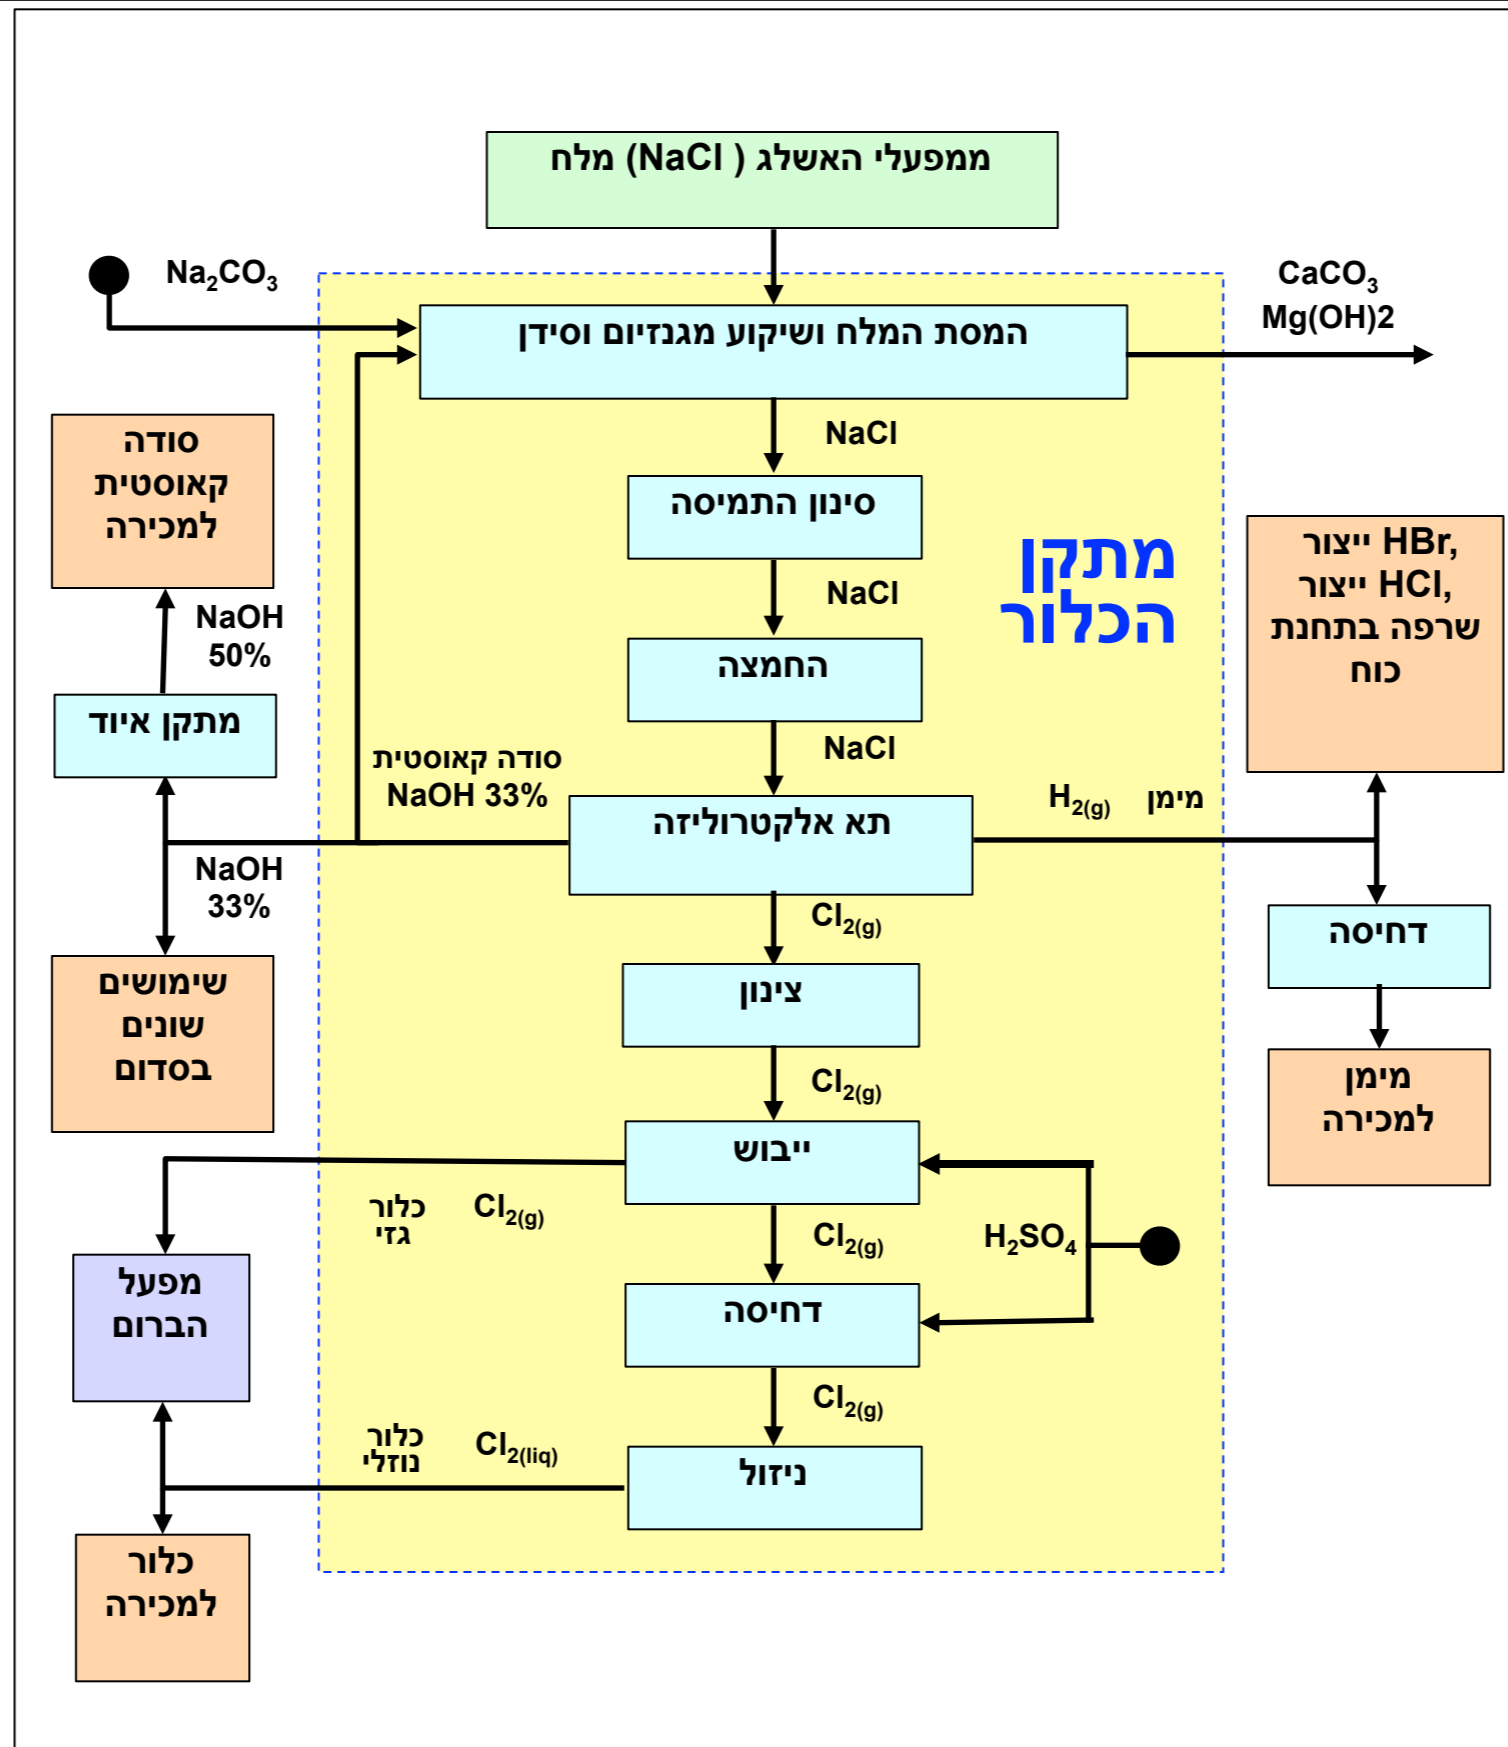 ממפעלי האשלג ( NaCl) מלח
Na₂CO₃
CaCO₃
Mg(OH)2
המסת המלח ושיקוע מגנזיום וסידן
NaCl
סודה
קאוסטית
למכירה
סינון התמיסה
מתקן
הכלור
ייצור HBr,
ייצור HCl,
שרפה בתחנת
כוח
NaCl
NaOH
50%
החמצה
מתקן איוד
NaCl
סודה קאוסטית
NaOH 33%
H₂(g) מימן
תא אלקטרוליזה
NaOH
33%
Cl₂(g)
דחיסה
שימושים
שונים
בסדום
צינון
מימן
למכירה
Cl₂(g)
ייבוש
כלור
גזי
Cl₂(g)
Cl₂(g)
H₂SO₄
מפעל
הברום
דחיסה
Cl₂(g)
כלור
נוזלי
Cl₂(liq)
ניזול
כלור
למכירה